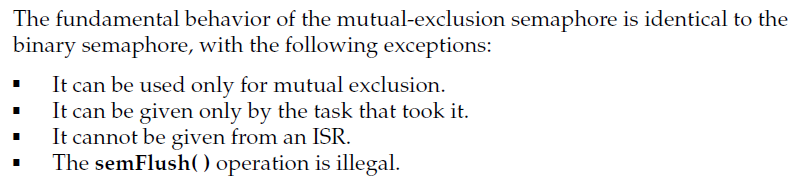 The fundamental behavior of the mutual-exclusion semaphore is identical to the
binary semaphore, with the following exceptions:
▪ It can be used only for mutual exclusion.
▪ It can be given only by the task that took it.
▪ It cannot be given from an ISR.
▪ The semFlush( ) operation is illegal.